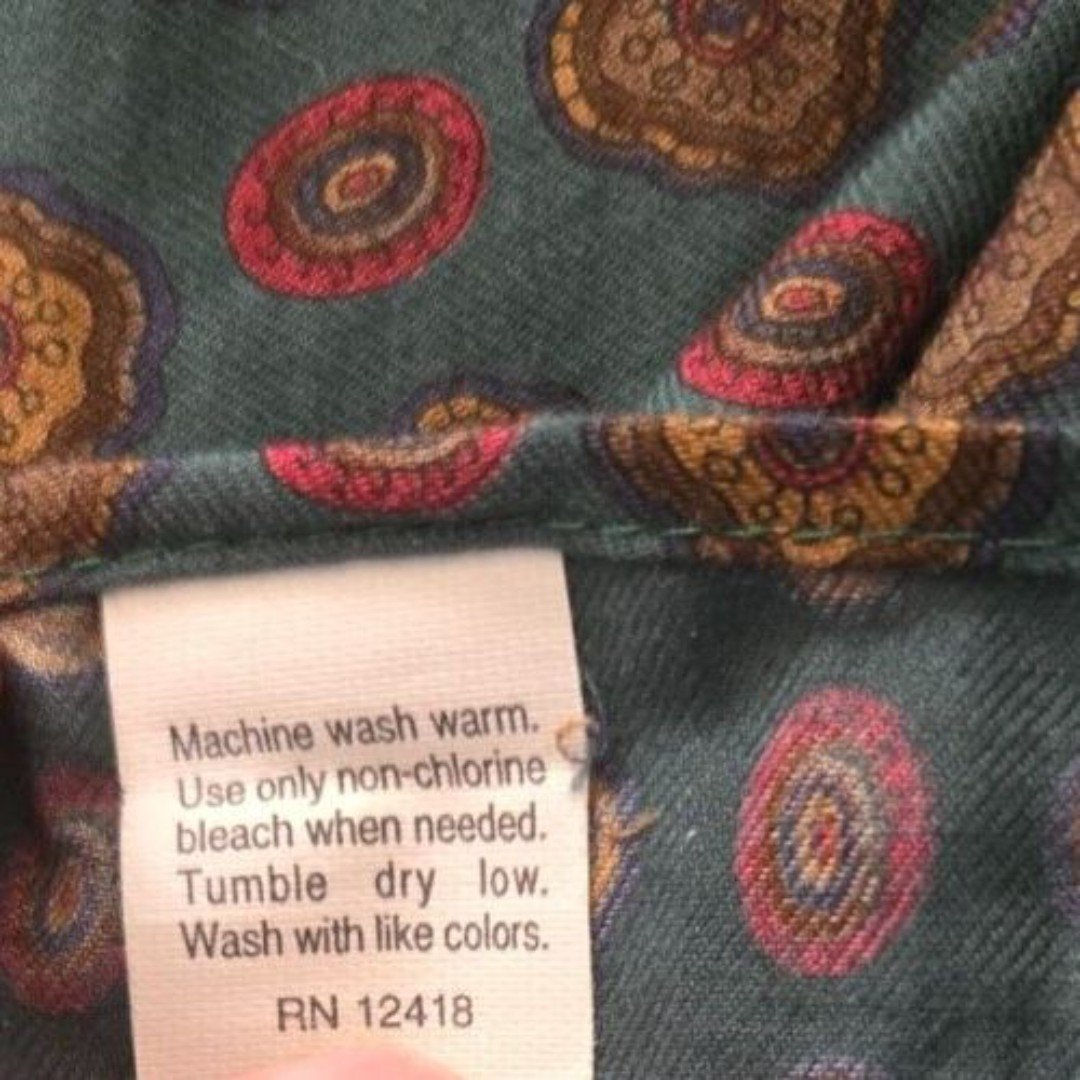 Machine wash warm.
Use only non-chlorine
bleach when needed.
Tumble dry low.
Wash with like colors.
RN 12418